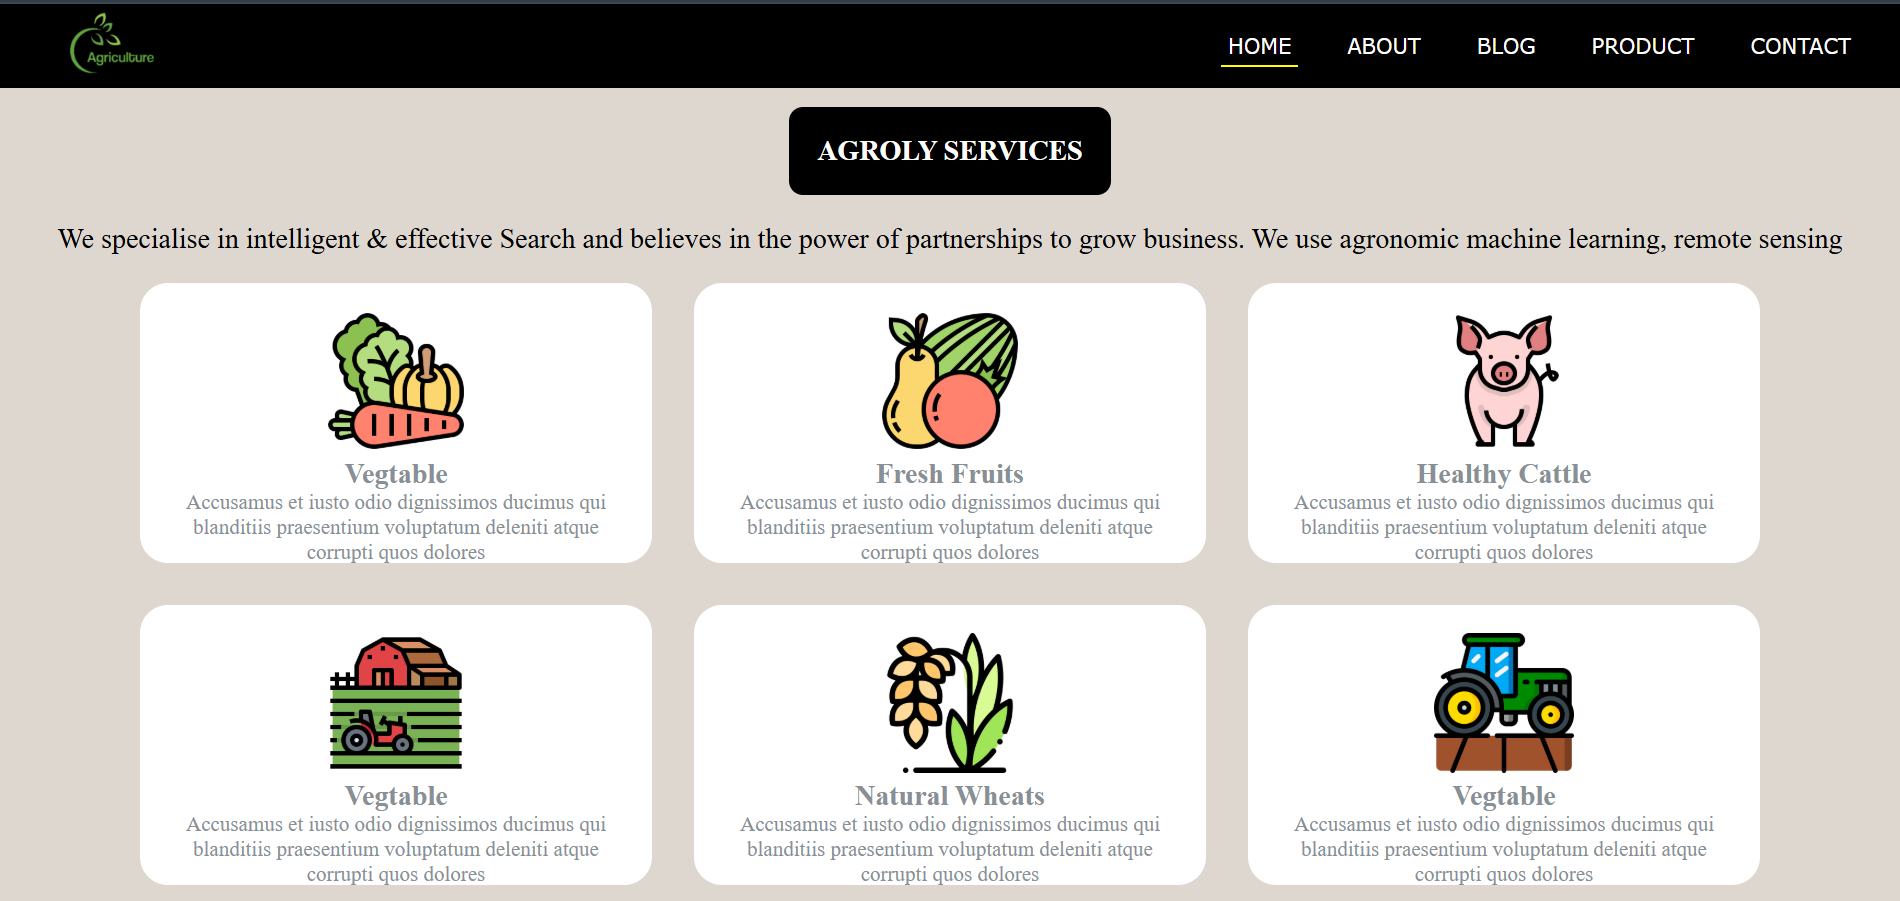 Agriculture
HOME ABOUT BLOG PRODUCT CONTACT
AGROLY SERVICES
We specialise in intelligent & effective Search and believes in the power of partnerships to grow business. We use agronomic machine learning, remote sensing
Vegtable
Accusamus et iusto odio dignissimos ducimus qui
blanditiis praesentium voluptatum deleniti atque
corrupti quos dolores
Fresh Fruits
Accusamus et iusto odio dignissimos ducimus qui
blanditiis praesentium voluptatum deleniti atque
corrupti quos dolores
Healthy Cattle
Accusamus et iusto odio dignissimos ducimus qui
blanditiis praesentium voluptatum deleniti atque
corrupti quos dolores
Vegtable
Accusamus et iusto odio dignissimos ducimus qui
blanditiis praesentium voluptatum deleniti atque
corrupti quos dolores
Natural Wheats
Accusamus et iusto odio dignissimos ducimus qui
blanditiis praesentium voluptatum deleniti atque
corrupti quos dolores
Vegtable
Accusamus et iusto odio dignissimos ducimus qui
blanditiis praesentium voluptatum deleniti atque
corrupti quos dolores